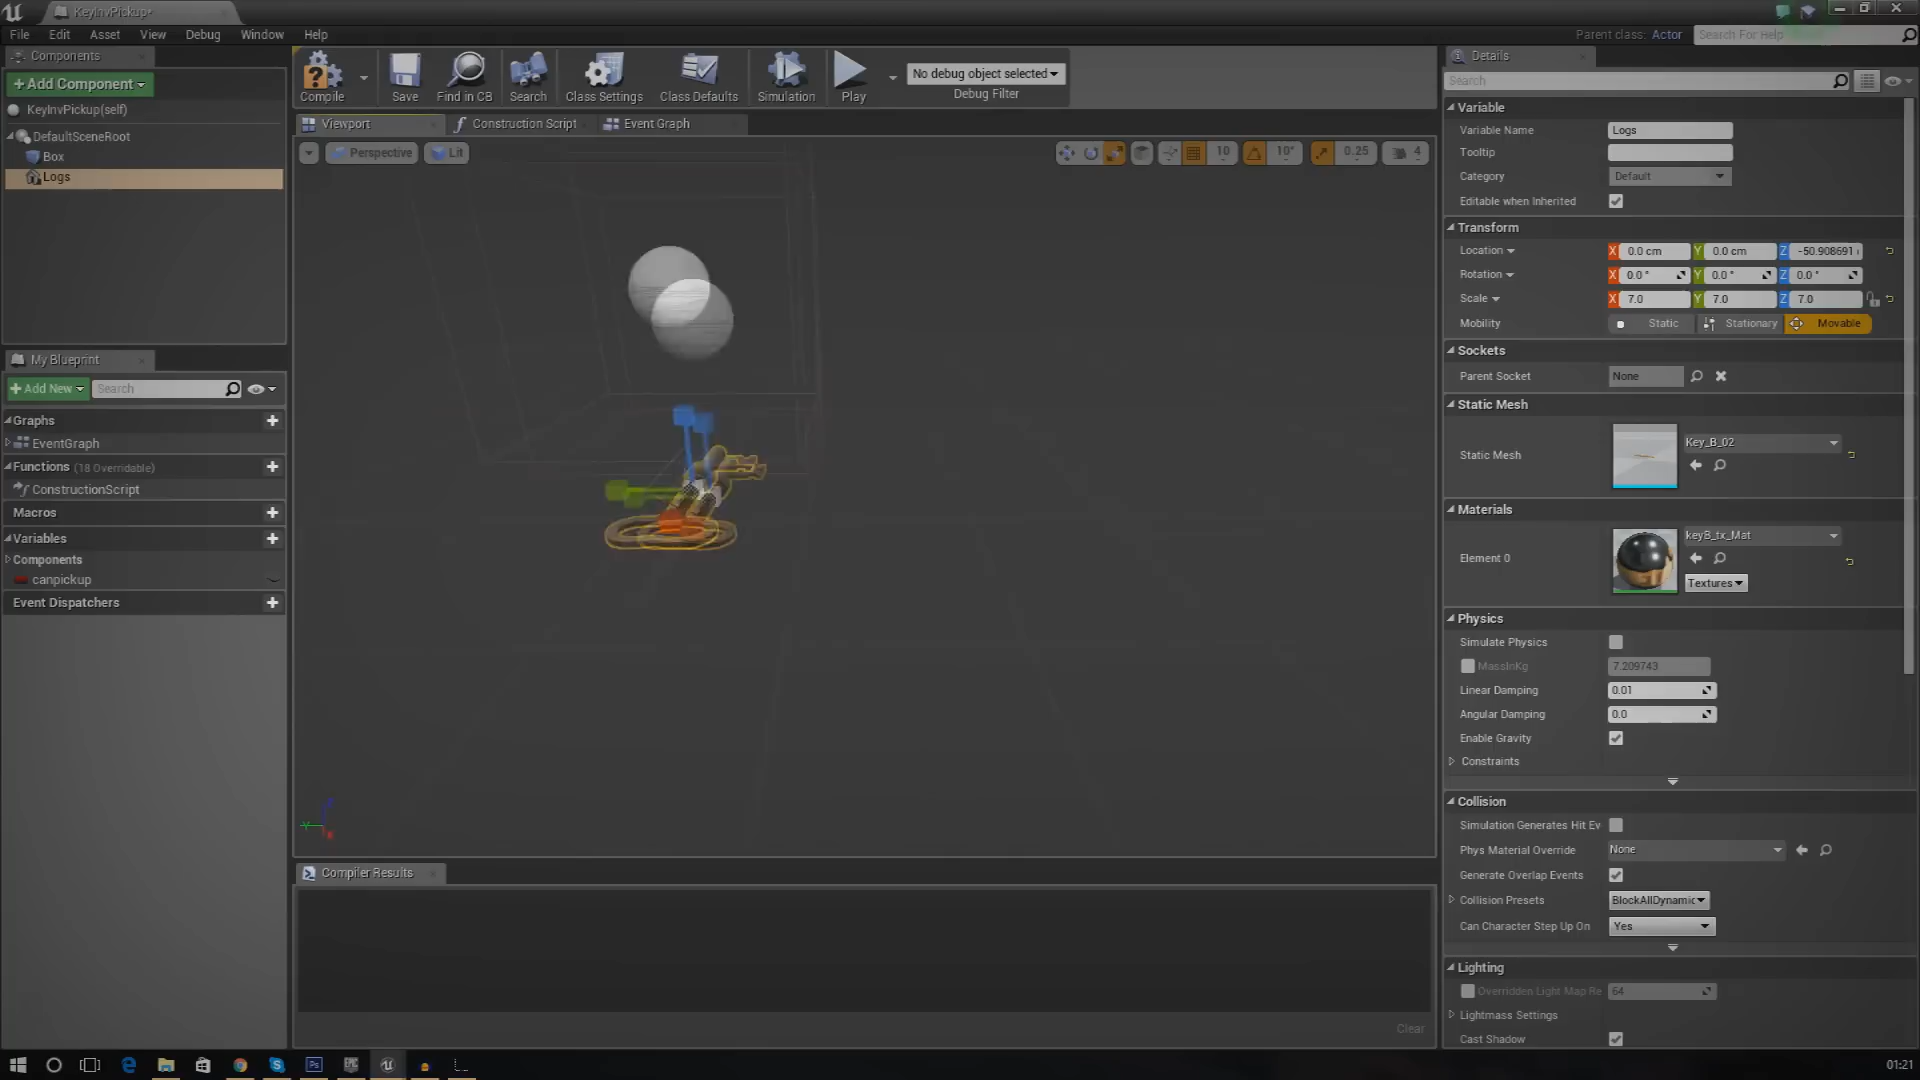 KeyInvPickup*
File Edit Asset View Debug Window Help
Parent class: Actor
Search For Help
Components
+Add Component
KeyInvPickup(self)
DefaultSceneRoot
Box
Logs
My Blueprint
+Add New
Search
Graphs
EventGraph
Functions (18 Overridable)
ConstructionScript
Macros
Variables
Components
canpickup
Event Dispatchers
Compile
Save
Find in CB
Search
Class Settings
Class Defaults
Simulation
Play
No debug object selected
Debug Filter
Viewport
Construction Script
Event Graph
Perspective
Lit
10
10°
0.25
4
Compiler Results
Clear
Details
Search
Variable
Variable Name Logs
Tooltip
Category Default
Editable when Inherited
Transform
Location X 0.0 cm Y 0.0 cm Z -50.908691
Rotation X 0.0 ° Y 0.0 ° Z 0.0 °
Scale X 7.0 Y 7.0 Z 7.0
Mobility Static Stationary Movable
Sockets
Parent Socket None
Static Mesh
Static Mesh Key_B_02
Materials
Element 0 keyB_tx_Mat
Textures
Physics
Simulate Physics
MassInKg 7.209743
Linear Damping 0.01
Angular Damping 0.0
Enable Gravity
Constraints
Collision
Simulation Generates Hit Ev
Phys Material Override None
Generate Overlap Events
Collision Presets BlockAllDynamic
Can Character Step Up On Yes
Lighting
Overridden Light Map Re 64
Lightmass Settings
Cast Shadow
01:21